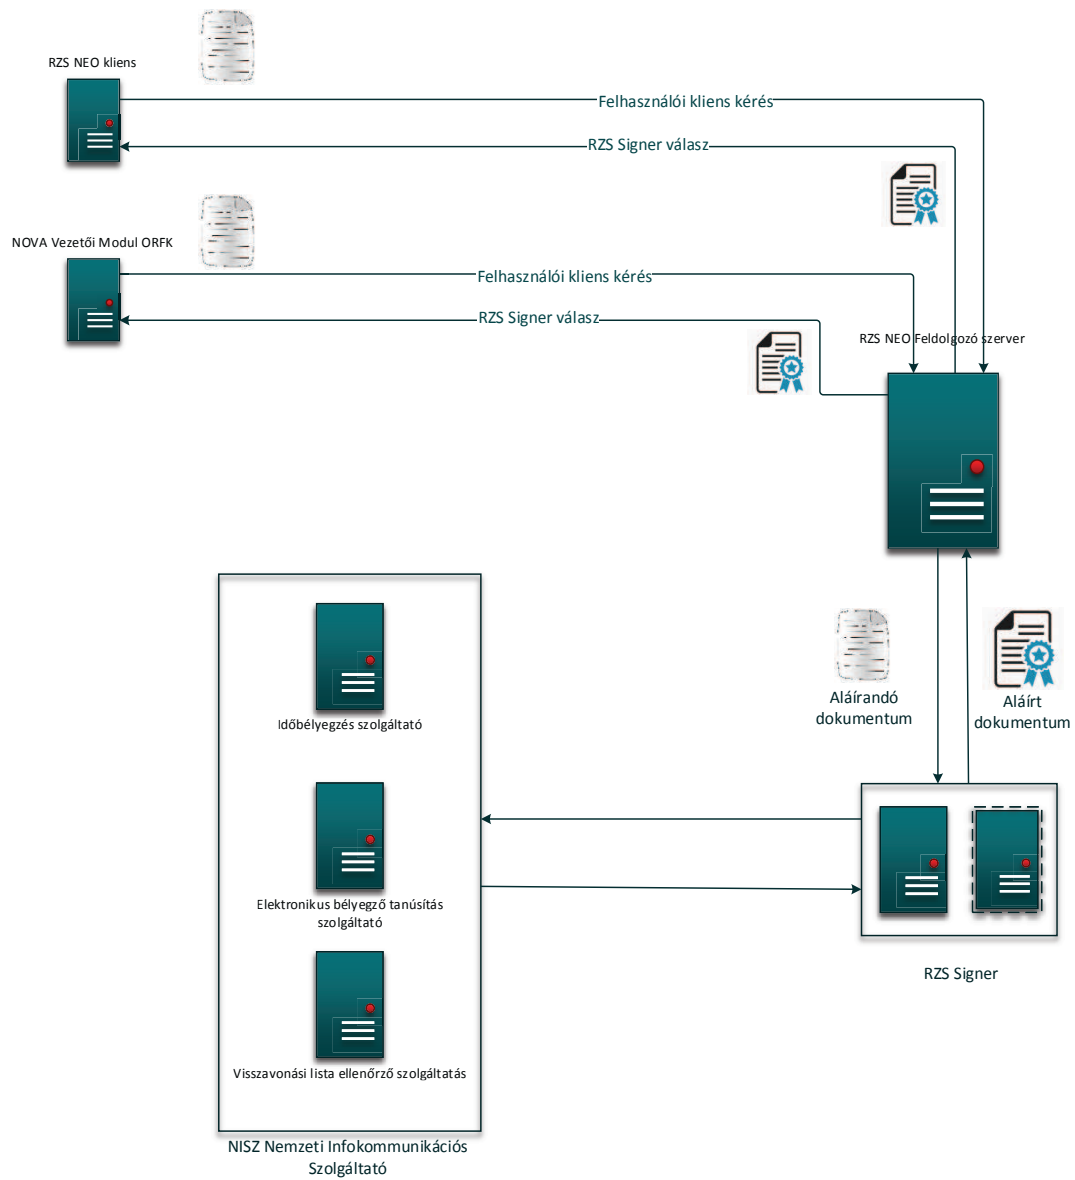 RZS NEO kliens
Felhasználói kliens kérés
RZS Signer válasz
NOVA Vezetői Modul ORFK
Felhasználói kliens kérés
RZS Signer válasz
RZS NEO Feldolgozó szerver
Aláírandó
dokumentum
Aláírt
dokumentum
Időbélyegzés szolgáltató
Elektronikus bélyegző tanúsítás
szolgáltató
RZS Signer
Visszavonási lista ellenőrző szolgáltatás
NISZ Nemzeti Infokommunikációs
Szolgáltató